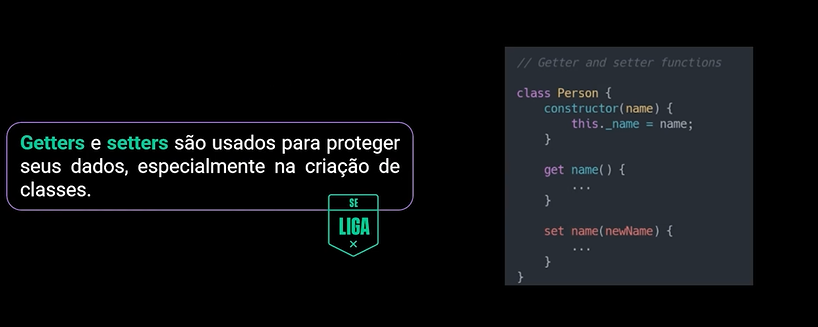 Getters e setters são usados para proteger
seus dados, especialmente na criação de
classes.
SE
LIGA
// Getter and setter functions
class Person {
    constructor(name) {
        this._name = name;
    }
    get name() {
        ...
    }
    set name(newName) {
        ...
    }
}